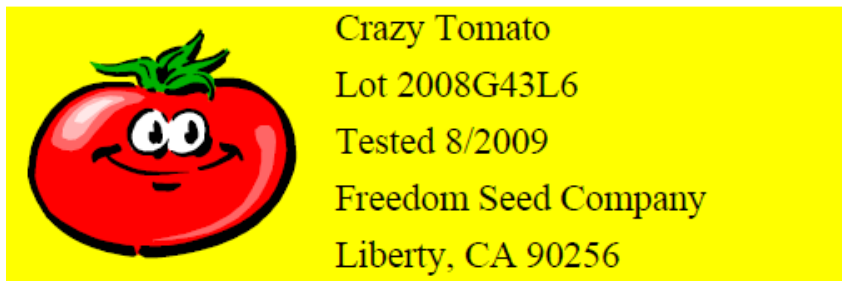 Crazy Tomato
Lot 2008G43L6
Tested 8/2009
Freedom Seed Company
Liberty, CA 90256